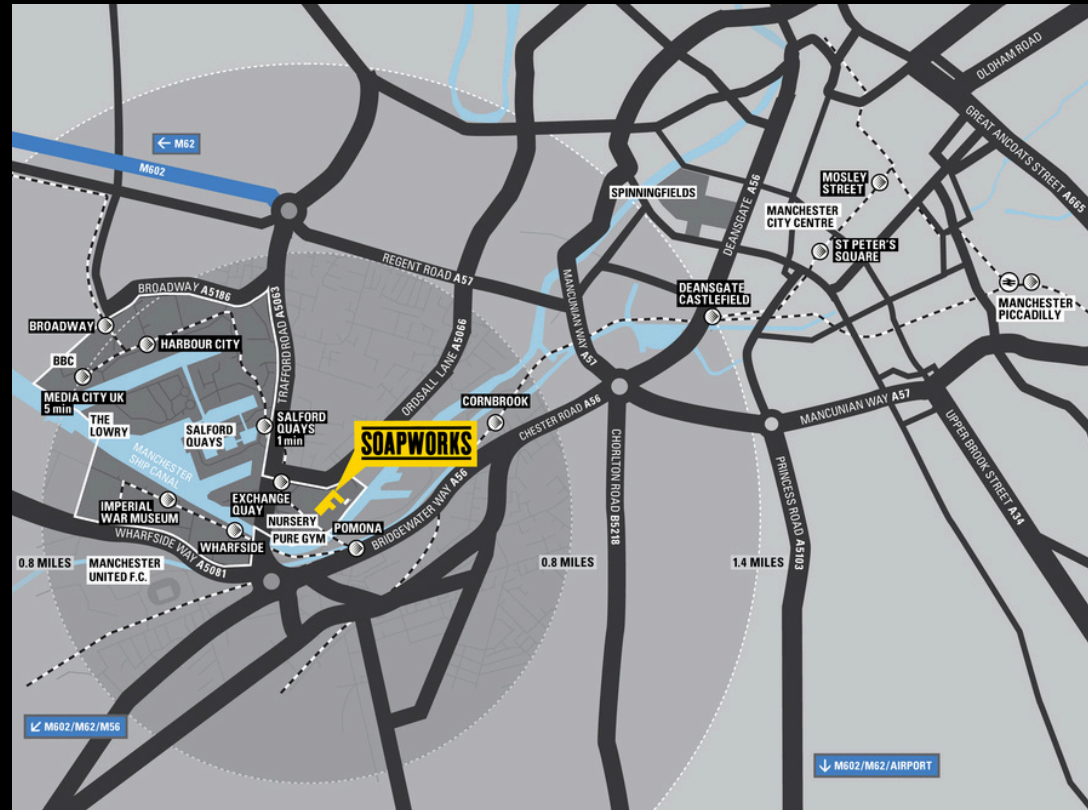 OLDHAM ROAD
GREAT ANCOATS STREET A665
← M62
M602
MOSLEY
STREET
SPINNINGFIELDS
MANCHESTER
CITY CENTRE
DEANSGATE A56
ST PETER'S
SQUARE
REGENT ROAD A57
MANCUNIAN WAY A57
DEANSGATE
CASTLEFIELD
MANCHESTER
PICCADILLY
BROADWAY A5186
BROADWAY
TRAFFORD ROAD A5063
HARBOUR CITY
ORDSALL LANE A5066
BBC
MEDIA CITY UK
5 min
THE
LOWRY
SALFORD
QUAYS
SALFORD
QUAYS
1 min
CORNBROOK
CHESTER ROAD A56
MANCUNIAN WAY A57
SOAPWORKS
MANCHESTER
SHIP CANAL
CHORLTON ROAD B5218
UPPER BROOK STREET A34
PRINCESS ROAD A5103
EXCHANGE
QUAY
IMPERIAL
WAR MUSEUM
NURSERY
PURE GYM
POMONA
BRIDGEWATER WAY A56
WHARFSIDE
WHARFSIDE WAY A5081
0.8 MILES
MANCHESTER
UNITED F.C.
0.8 MILES
1.4 MILES
↙ M602/M62/M56
↓ M602/M62/AIRPORT